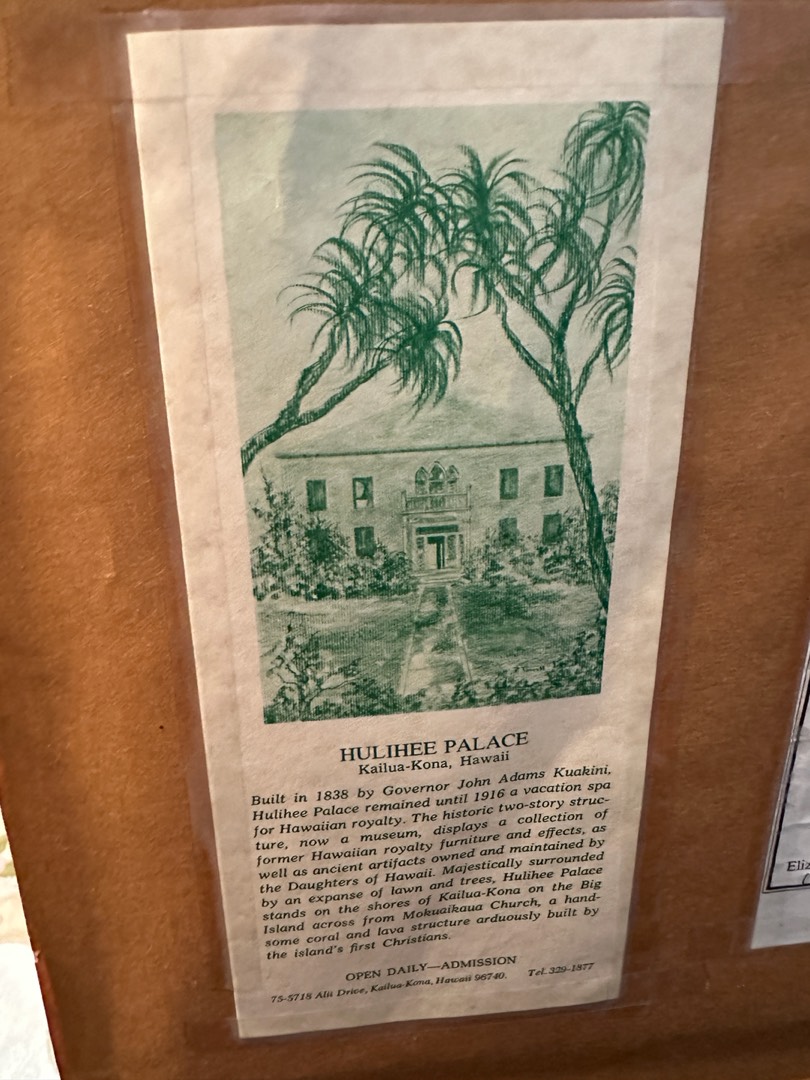 HULIHEE PALACE
Kailua-Kona, Hawaii
Built in 1838 by Governor John Adams Kuakini,
Hulihee Palace remained until 1916 a vacation spa
for Hawaiian royalty. The historic two-story struc-
ture, now a museum, displays a collection of
former Hawaiian royalty furniture and effects, as
well as ancient artifacts owned and maintained by
the Daughters of Hawaii. Majestically surrounded
by an expanse of lawn and trees, Hulihee Palace
stands on the shores of Kailua-Kona on the Big
Island across from Mokuaikaua Church, a hand-
some coral and lava structure arduously built by
the island's first Christians.
OPEN DAILY—ADMISSION
75-5718 Alii Drive, Kailua-Kona, Hawaii 96740. Tel. 329-1877
Eliz